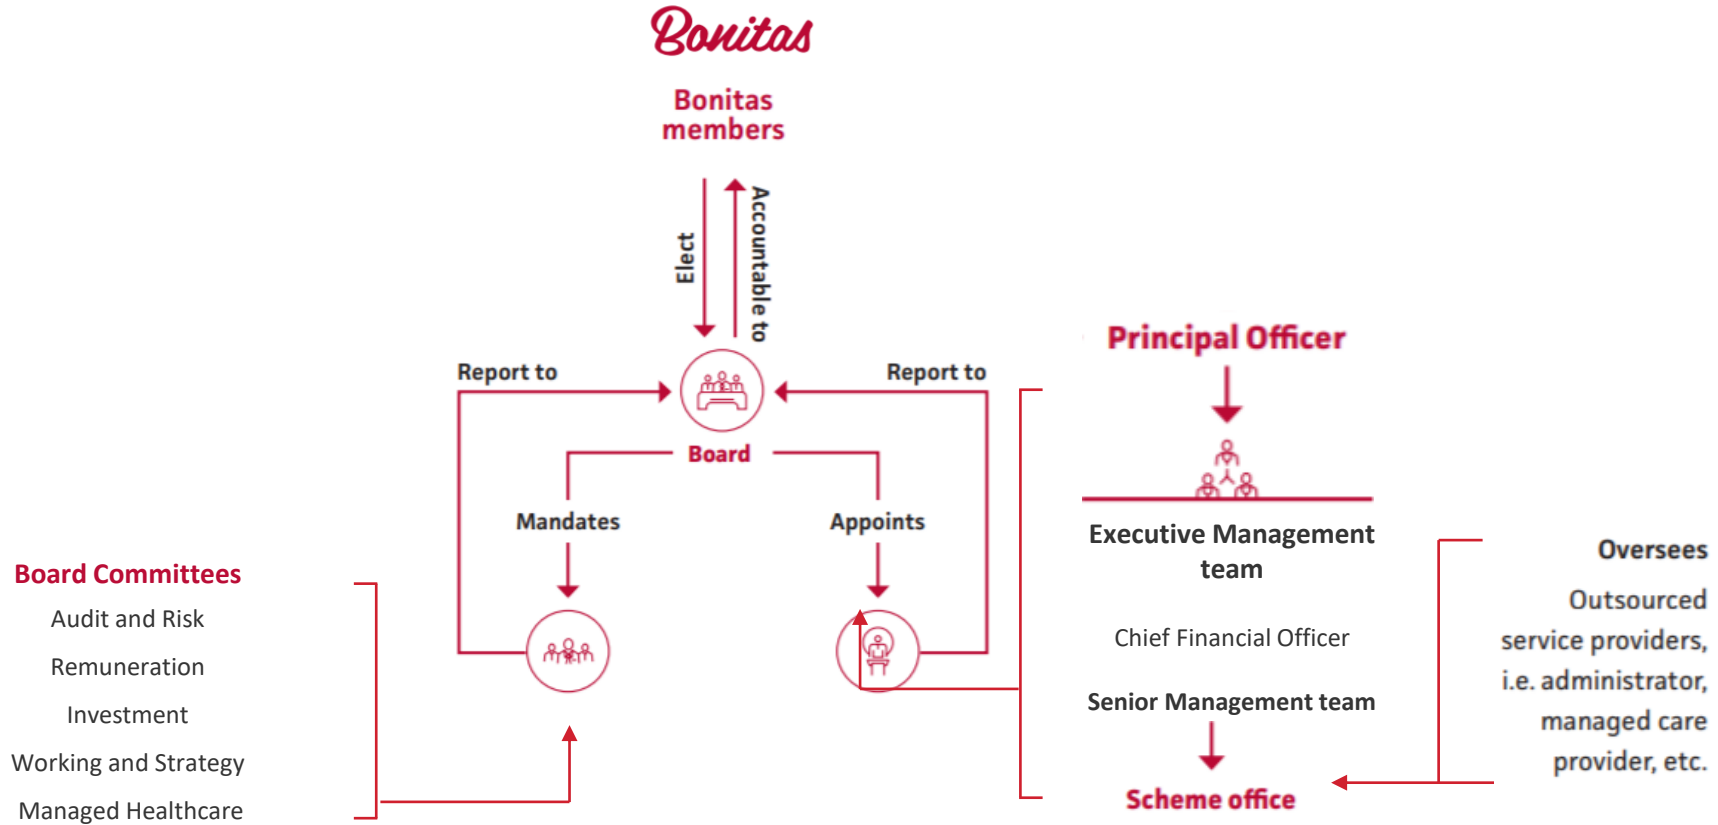 Bonitas
Bonitas
members
Elect
Accountable to
Report to
Report to
Board
Mandates
Appoints
Board Committees
Audit and Risk
Remuneration
Investment
Working and Strategy
Managed Healthcare
Principal Officer
Executive Management
team
Chief Financial Officer
Senior Management team
Scheme office
Oversees
Outsourced
service providers,
i.e. administrator,
managed care
provider, etc.